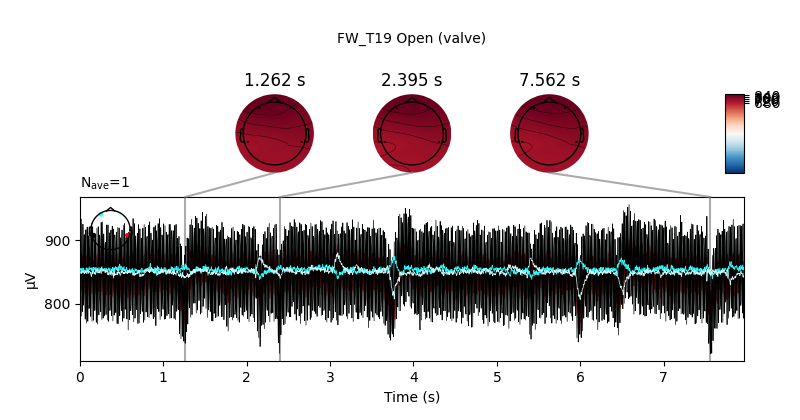 FW_T19 Open (valve)
1.262 s 2.395 s 7.562 s
N_ave=1
900
800
µV
0 1 2 3 4 5 6 7
Time (s)